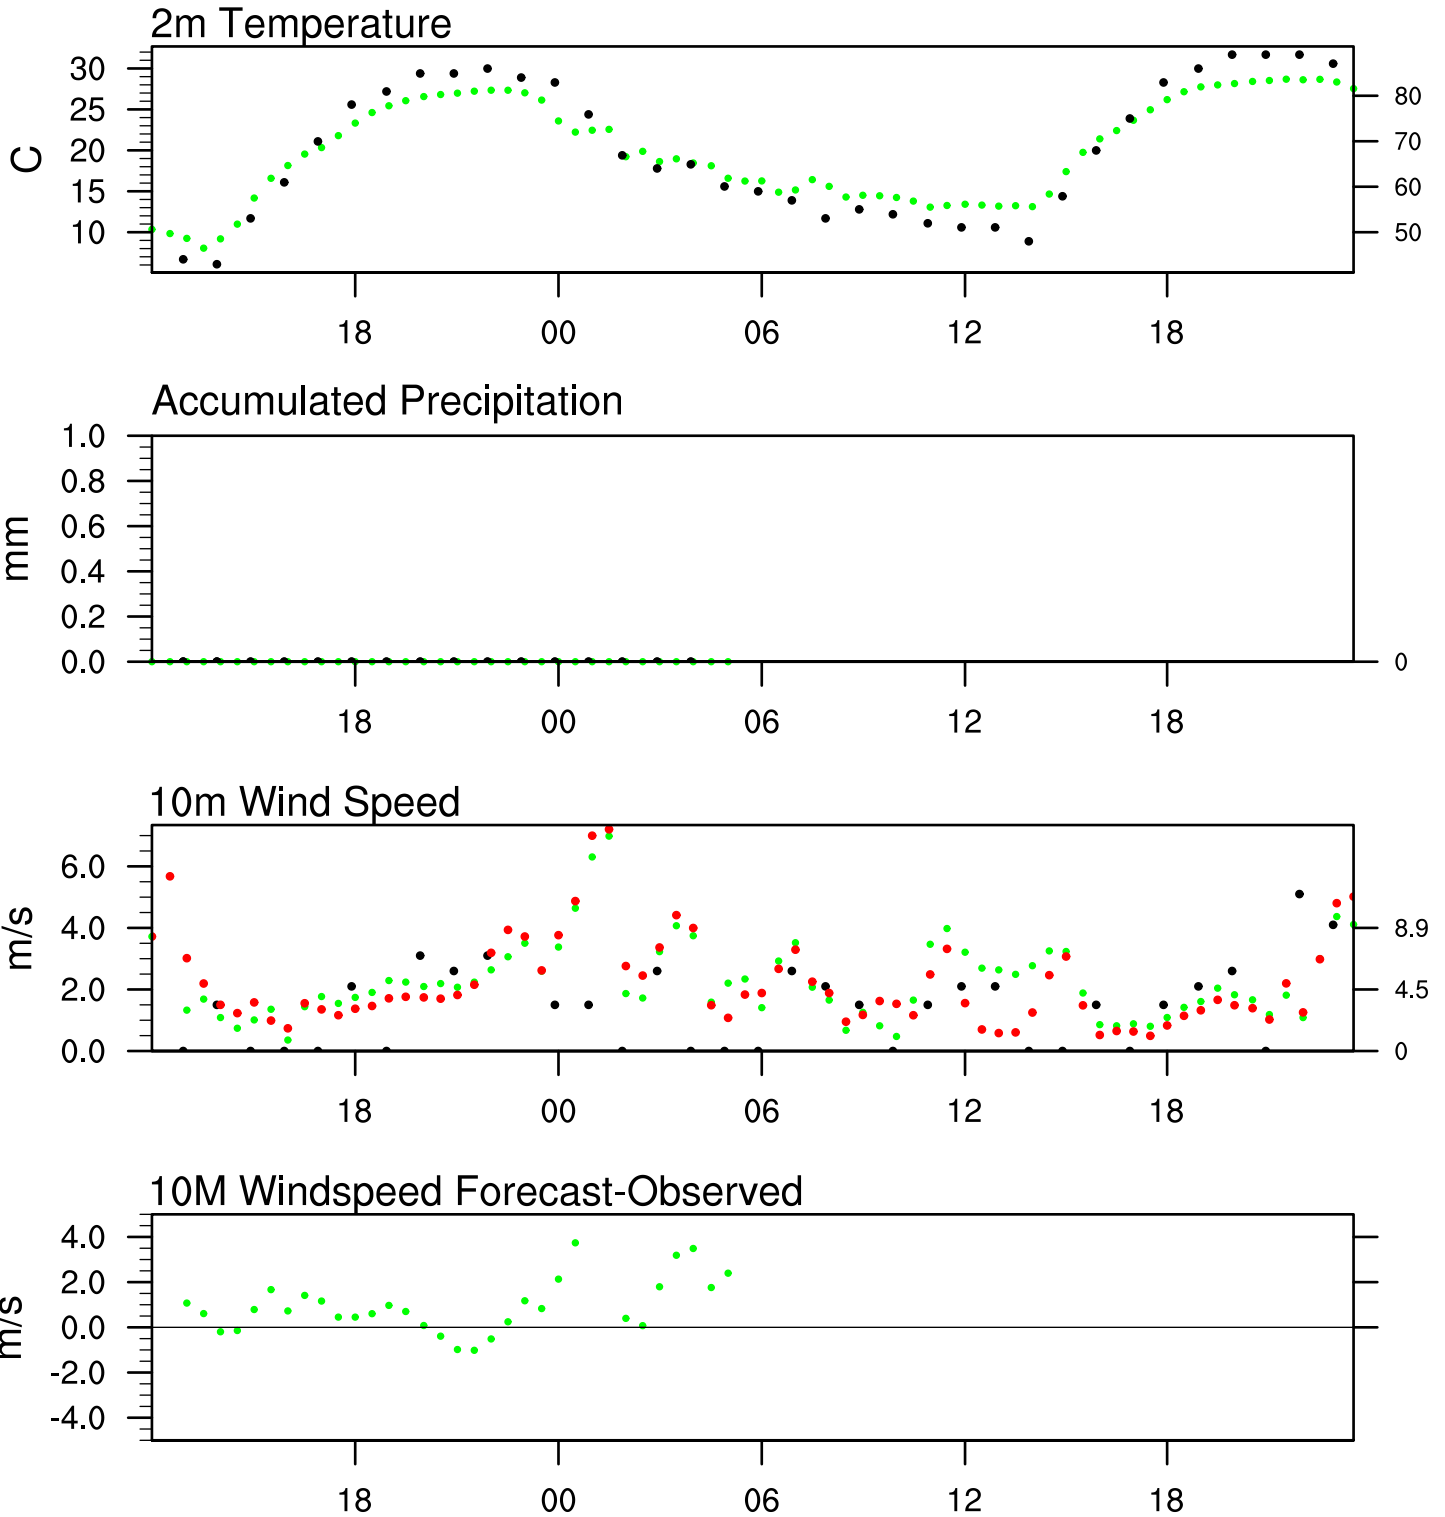 2m Temperature
30
25
20
15
10
C
80
70
60
50
18 00 06 12 18
Accumulated Precipitation
1.0
0.8
0.6
0.4
0.2
0.0
mm
0
18 00 06 12 18
10m Wind Speed
6.0
4.0
2.0
0.0
m/s
8.9
4.5
0
18 00 06 12 18
10M Windspeed Forecast-Observed
4.0
2.0
0.0
-2.0
-4.0
m/s
18 00 06 12 18